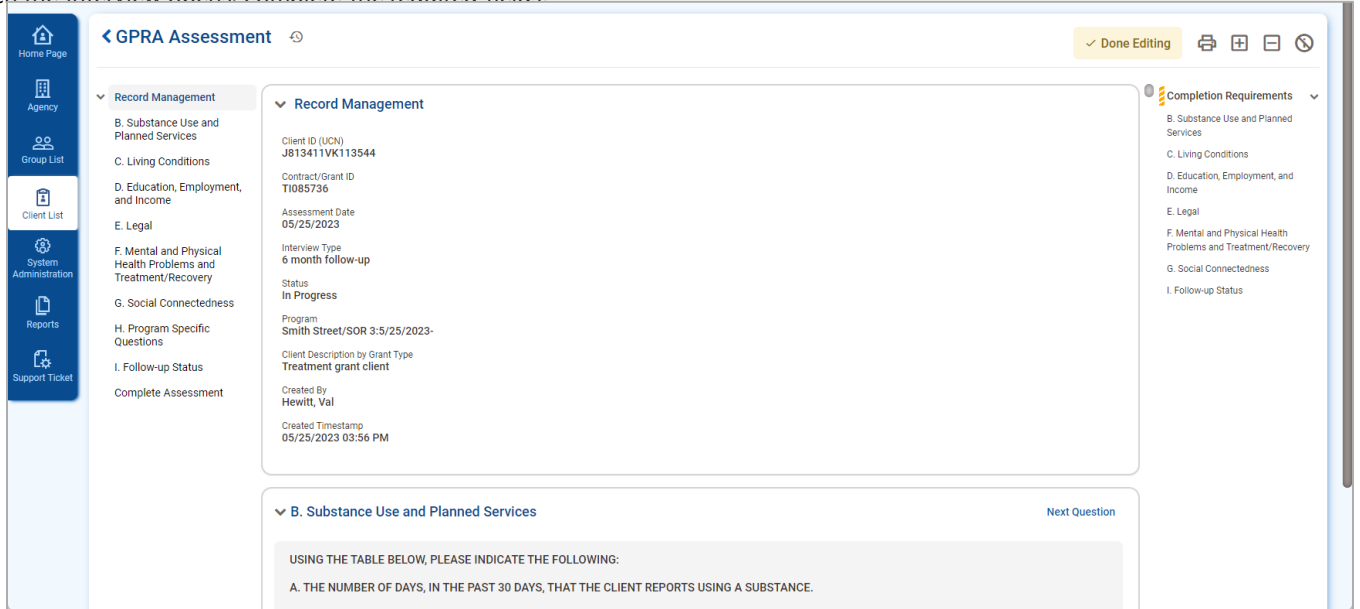 Home Page
Agency
Group List
Client List
System
Administration
Reports
Support Ticket
GPRA Assessment
Done Editing
Record Management
B. Substance Use and
Planned Services
C. Living Conditions
D. Education, Employment,
and Income
E. Legal
F. Mental and Physical
Health Problems and
Treatment/Recovery
G. Social Connectedness
H. Program Specific
Questions
I. Follow-up Status
Complete Assessment
Record Management
Client ID (UCN)
J813411VK113544
Contract/Grant ID
TI085736
Assessment Date
05/25/2023
Interview Type
6 month follow-up
Status
In Progress
Program
Smith Street/SOR 3:5/25/2023-
Client Description by Grant Type
Treatment grant client
Created By
Hewitt, Val
Created Timestamp
05/25/2023 03:56 PM
B. Substance Use and Planned Services
Next Question
USING THE TABLE BELOW, PLEASE INDICATE THE FOLLOWING:
A. THE NUMBER OF DAYS, IN THE PAST 30 DAYS, THAT THE CLIENT REPORTS USING A SUBSTANCE.
Completion Requirements
B. Substance Use and Planned
Services
C. Living Conditions
D. Education, Employment, and
Income
E. Legal
F. Mental and Physical Health
Problems and Treatment/Recovery
G. Social Connectedness
I. Follow-up Status